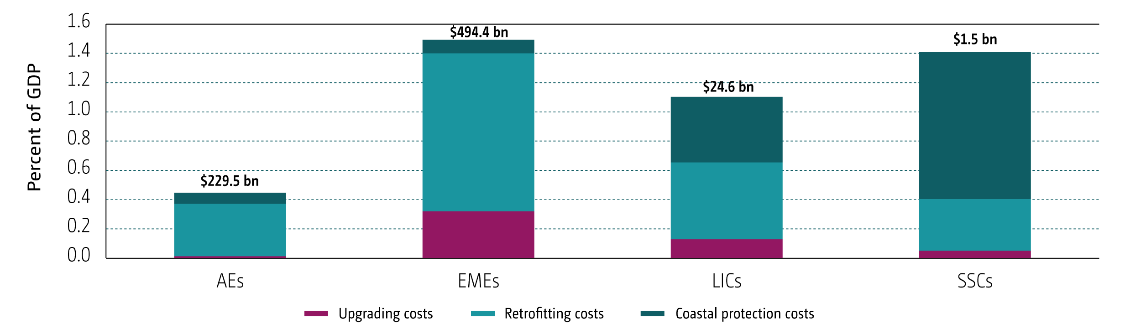 Percent of GDP
1.6
1.4
1.2
1.0
0.8
0.6
0.4
0.2
0.0
$229.5 bn
$494.4 bn
$24.6 bn
$1.5 bn
AEs
EMEs
LICs
SSCs
Upgrading costs
Retrofitting costs
Coastal protection costs